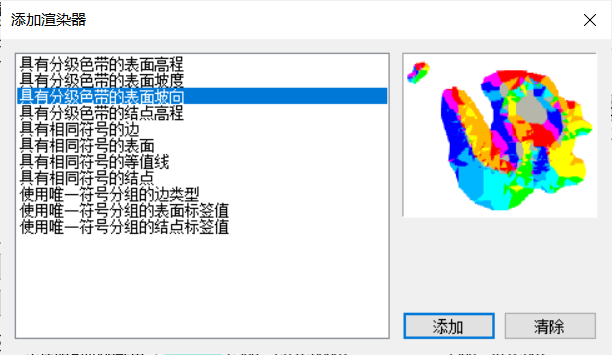 添加渲染器
具有分级色带的表面高程
具有分级色带的表面坡度
具有分级色带的表面坡向
具有分级色带的结点高程
具有相同符号的边
具有相同符号的表面
具有相同符号的等值线
具有相同符号的结点
使用唯一符号分组的边类型
使用唯一符号分组的表面标签值
使用唯一符号分组的结点标签值
添加
清除